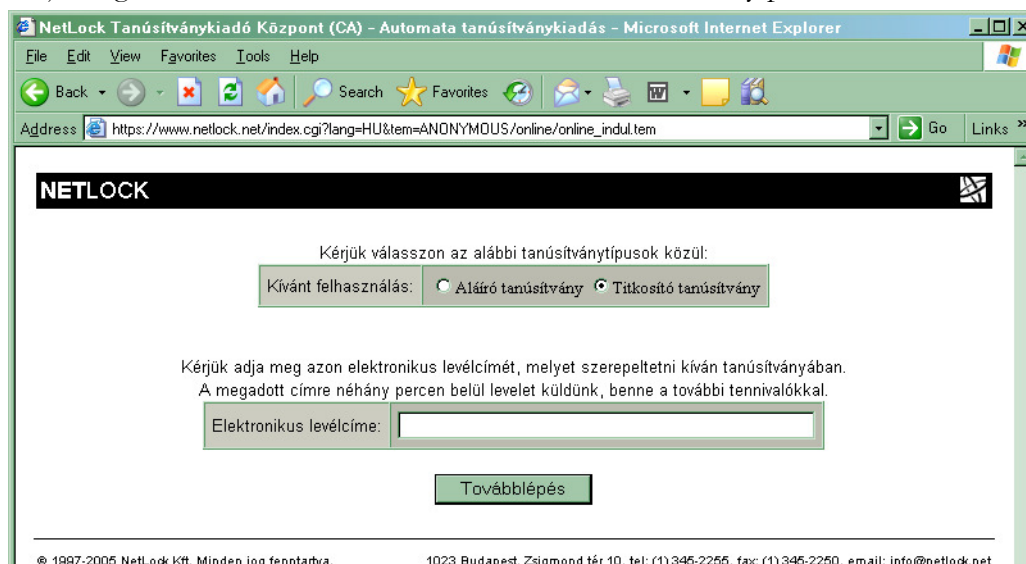 NetLock Tanúsítványkiadó Központ (CA) - Automata tanúsítványkiadás - Microsoft Internet Explorer
File Edit View Favorites Tools Help
Back Search Favorites
Address https://www.netlock.net/index.cgi?lang=HU&tem=ANONYMOUS/online/online_indul.tem Go Links »
NETLOCK
Kérjük válasszon az alábbi tanúsítványtípusok közül:
Kívánt felhasználás: Aláíró tanúsítvány Titkosító tanúsítvány
Kérjük adja meg azon elektronikus levélcímét, melyet szerepeltetni kíván tanúsítványában.
A megadott címre néhány percen belül levelet küldünk, benne a további tennivalókkal.
Elektronikus levélcíme:
Továbblépés
© 1997-2005 NetLock Kft. Minden jog fenntartva. 1023 Budapest, Zsigmond tér 10. tel: (1) 345-2255, fax: (1) 345-2250, email: info@netlock.net